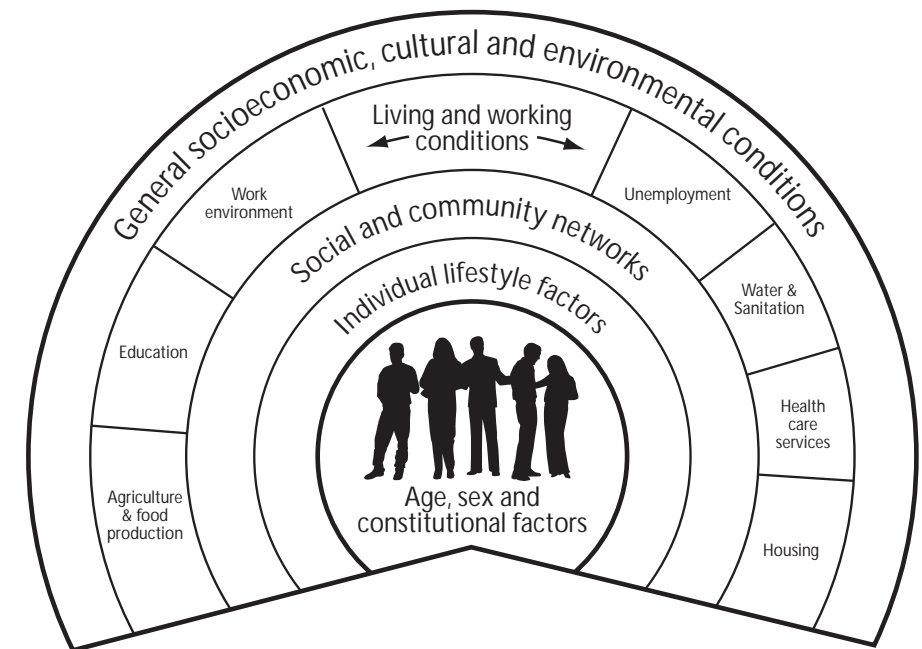 General socioeconomic, cultural and environmental conditions
Living and working
conditions
Work
environment
Unemployment
Social and community networks
Individual lifestyle factors
Education
Water &
Sanitation
Agriculture
& food
production
Health
care
services
Housing
Age, sex and
constitutional factors